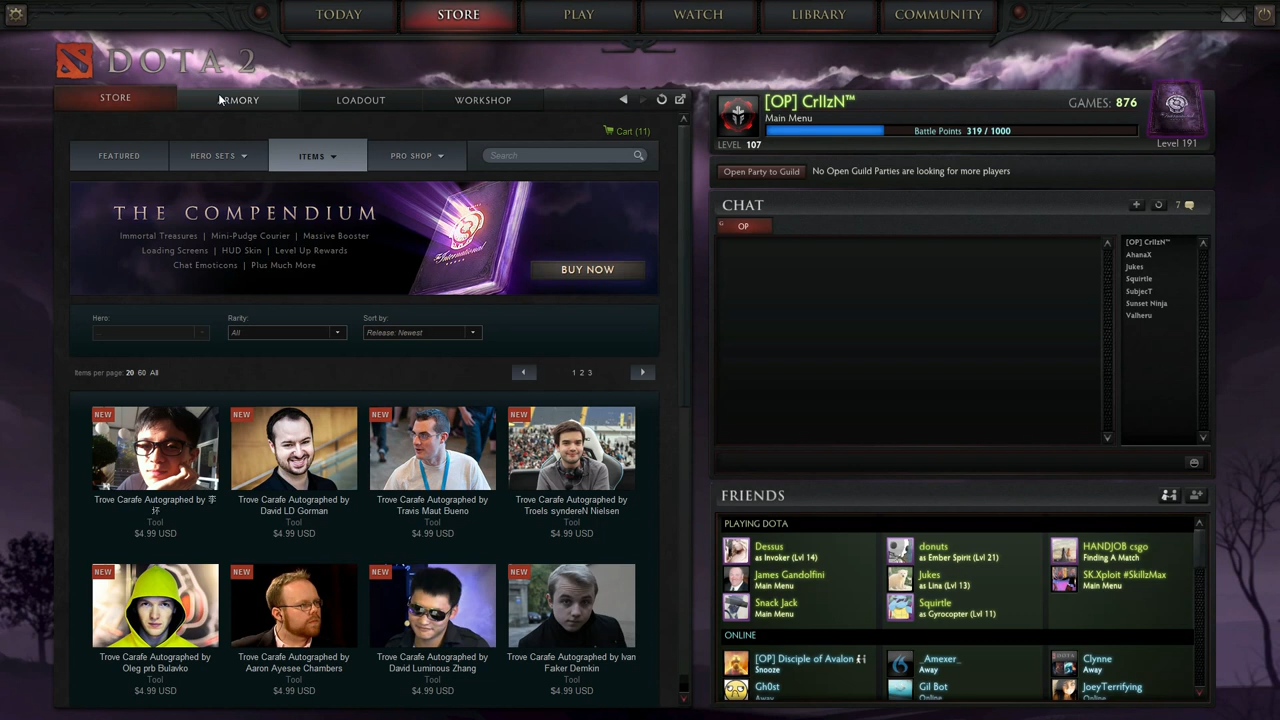 TODAY
STORE
PLAY
WATCH
LIBRARY
COMMUNITY
DOTA 2
STORE
ARMORY
LOADOUT
WORKSHOP
Cart (11)
FEATURED
HERO SETS
ITEMS
PRO SHOP
Search
THE COMPENDIUM
Immortal Treasures | Mini-Pudge Courier | Massive Booster
Loading Screens | HUD Skin | Level Up Rewards
Chat Emoticons | Plus Much More
International
BUY NOW
Hero:
Rarity:
Sort by:
All
Release: Newest
Items per page: 20 60 All
1 2 3
NEW
NEW
NEW
NEW
Trove Carafe Autographed by 李
坏
Tool
$4.99 USD
Trove Carafe Autographed by
David LD Gorman
Tool
$4.99 USD
Trove Carafe Autographed by
Travis Maut Bueno
Tool
$4.99 USD
Trove Carafe Autographed by
Troels syndereN Nielsen
Tool
$4.99 USD
NEW
NEW
NEW
NEW
Trove Carafe Autographed by
Oleg prb Bulavko
Tool
$4.99 USD
Trove Carafe Autographed by
Aaron Ayesee Chambers
Tool
$4.99 USD
Trove Carafe Autographed by
David Luminous Zhang
Tool
$4.99 USD
Trove Carafe Autographed by Ivan
Faker Demkin
Tool
$4.99 USD
[OP] CrIIzN™
Main Menu
GAMES: 876
Battle Points 319 / 1000
LEVEL 107
Level 191
Open Party to Guild
No Open Guild Parties are looking for more players
CHAT
7
G
OP
[OP] CrIIzN™
AhanaX
Jukes
Squirtle
SubjecT
Sunset Ninja
Valheru
FRIENDS
PLAYING DOTA
Dessus
as Invoker (Lvl 14)
donuts
as Ember Spirit (Lvl 21)
HANDJOB csgo
Finding A Match
James Gandolfini
Main Menu
Jukes
as Lina (Lvl 13)
SK.Xploit #SkillzMax
Main Menu
Snack Jack
Main Menu
Squirtle
as Gyrocopter (Lvl 11)
ONLINE
[OP] Disciple of Avalon
Snooze
_Amexer_
Away
Clynne
Away
Gh0st
Away
Gil Bot
Online
JoeyTerrifying
Online